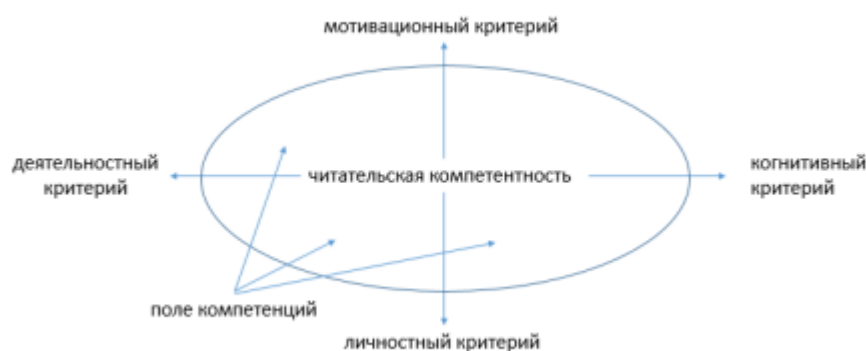 мотивационный критерий
деятельностный
критерий
читательская компетентность
когнитивный
критерий
поле компетенций
личностный критерий